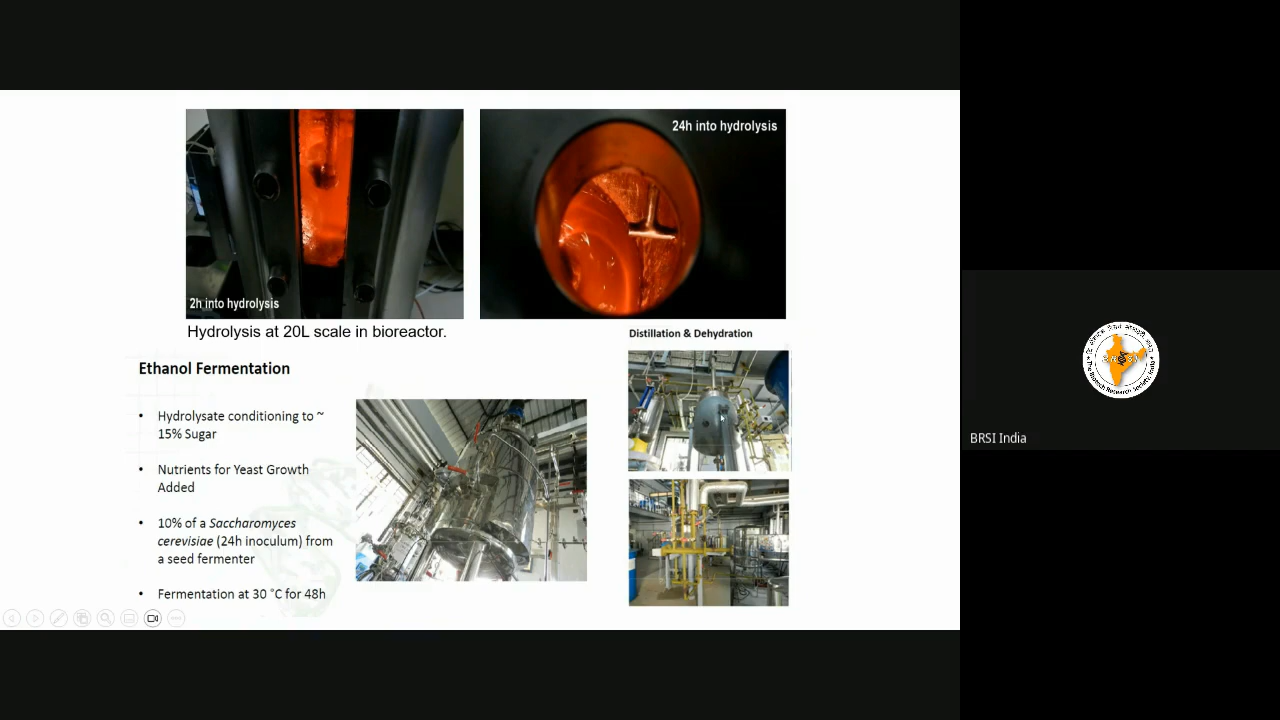 24h into hydrolysis
2h into hydrolysis
Hydrolysis at 20L scale in bioreactor.
Distillation & Dehydration
Ethanol Fermentation
• Hydrolysate conditioning to ~
15% Sugar
• Nutrients for Yeast Growth
Added
• 10% of a Saccharomyces
cerevisiae (24h inoculum) from
a seed fermenter
• Fermentation at 30 °C for 48h
BRSI India